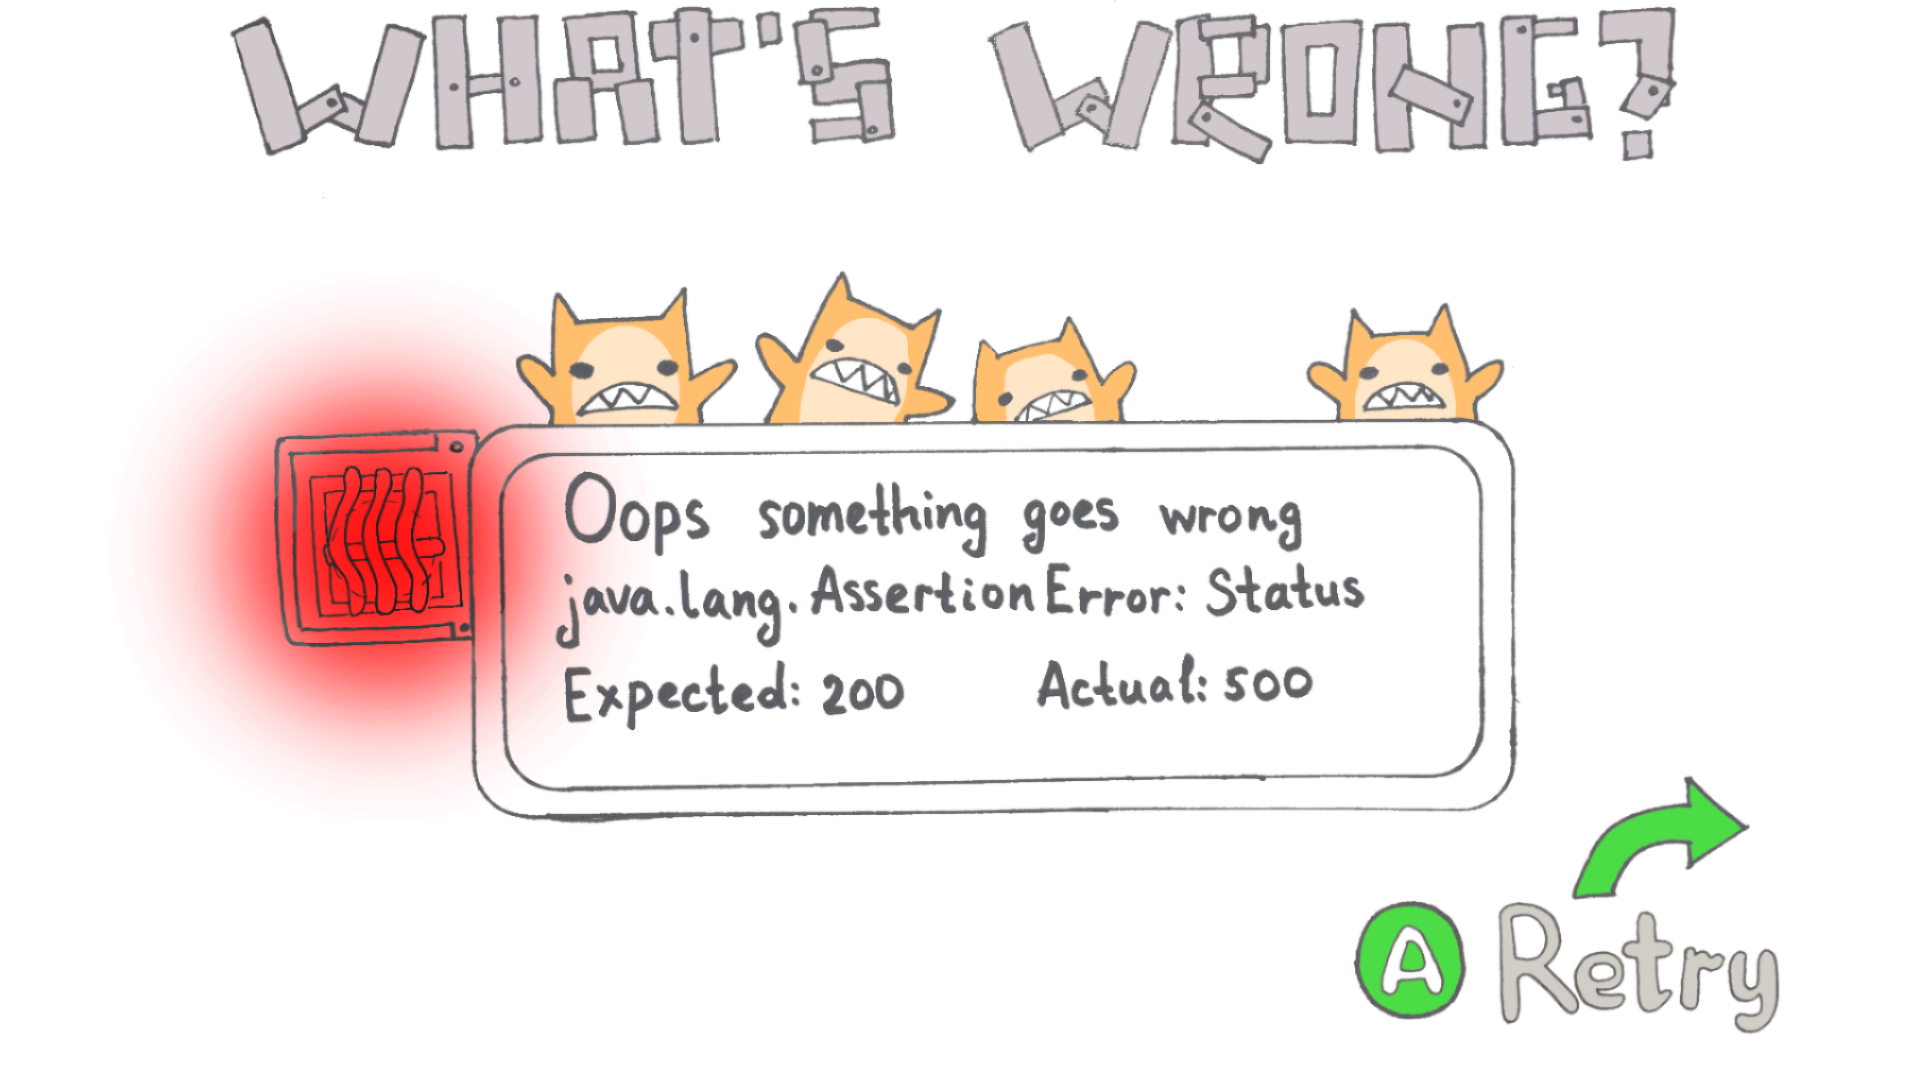 WHAT'S WRONG?
Oops something goes wrong
java.lang.AssertionError: Status
Expected: 200 Actual: 500
A Retry